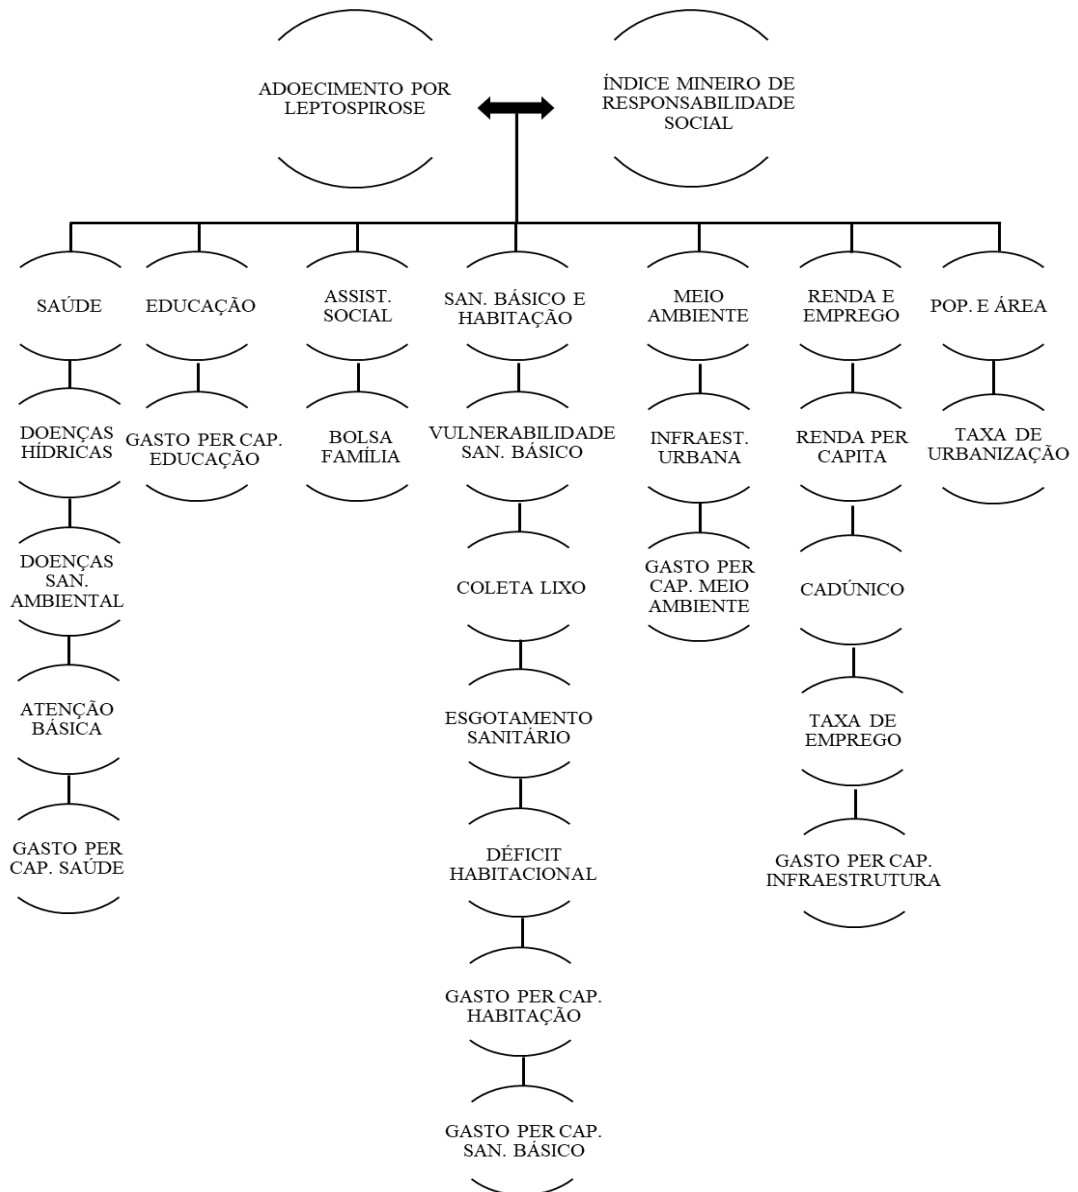 ADOECIMENTO POR
LEPTOSPIROSE
ÍNDICE MINEIRO DE
RESPONSABILIDADE
SOCIAL
SAÚDE
EDUCAÇÃO
ASSIST.
SOCIAL
SAN. BÁSICO E
HABITAÇÃO
MEIO
AMBIENTE
RENDA E
EMPREGO
POP. E ÁREA
DOENÇAS
HÍDRICAS
GASTO PER CAP.
EDUCAÇÃO
BOLSA
FAMÍLIA
VULNERABILIDADE
SAN. BÁSICO
INFRAEST.
URBANA
RENDA PER
CAPITA
TAXA DE
URBANIZAÇÃO
DOENÇAS
SAN.
AMBIENTAL
COLETA LIXO
GASTO PER
CAP. MEIO
AMBIENTE
CADÚNICO
ATENÇÃO
BÁSICA
ESGOTAMENTO
SANITÁRIO
TAXA DE
EMPREGO
GASTO PER
CAP. SAÚDE
DÉFICIT
HABITACIONAL
GASTO PER CAP.
INFRAESTRUTURA
GASTO PER CAP.
HABITAÇÃO
GASTO PER CAP.
SAN. BÁSICO